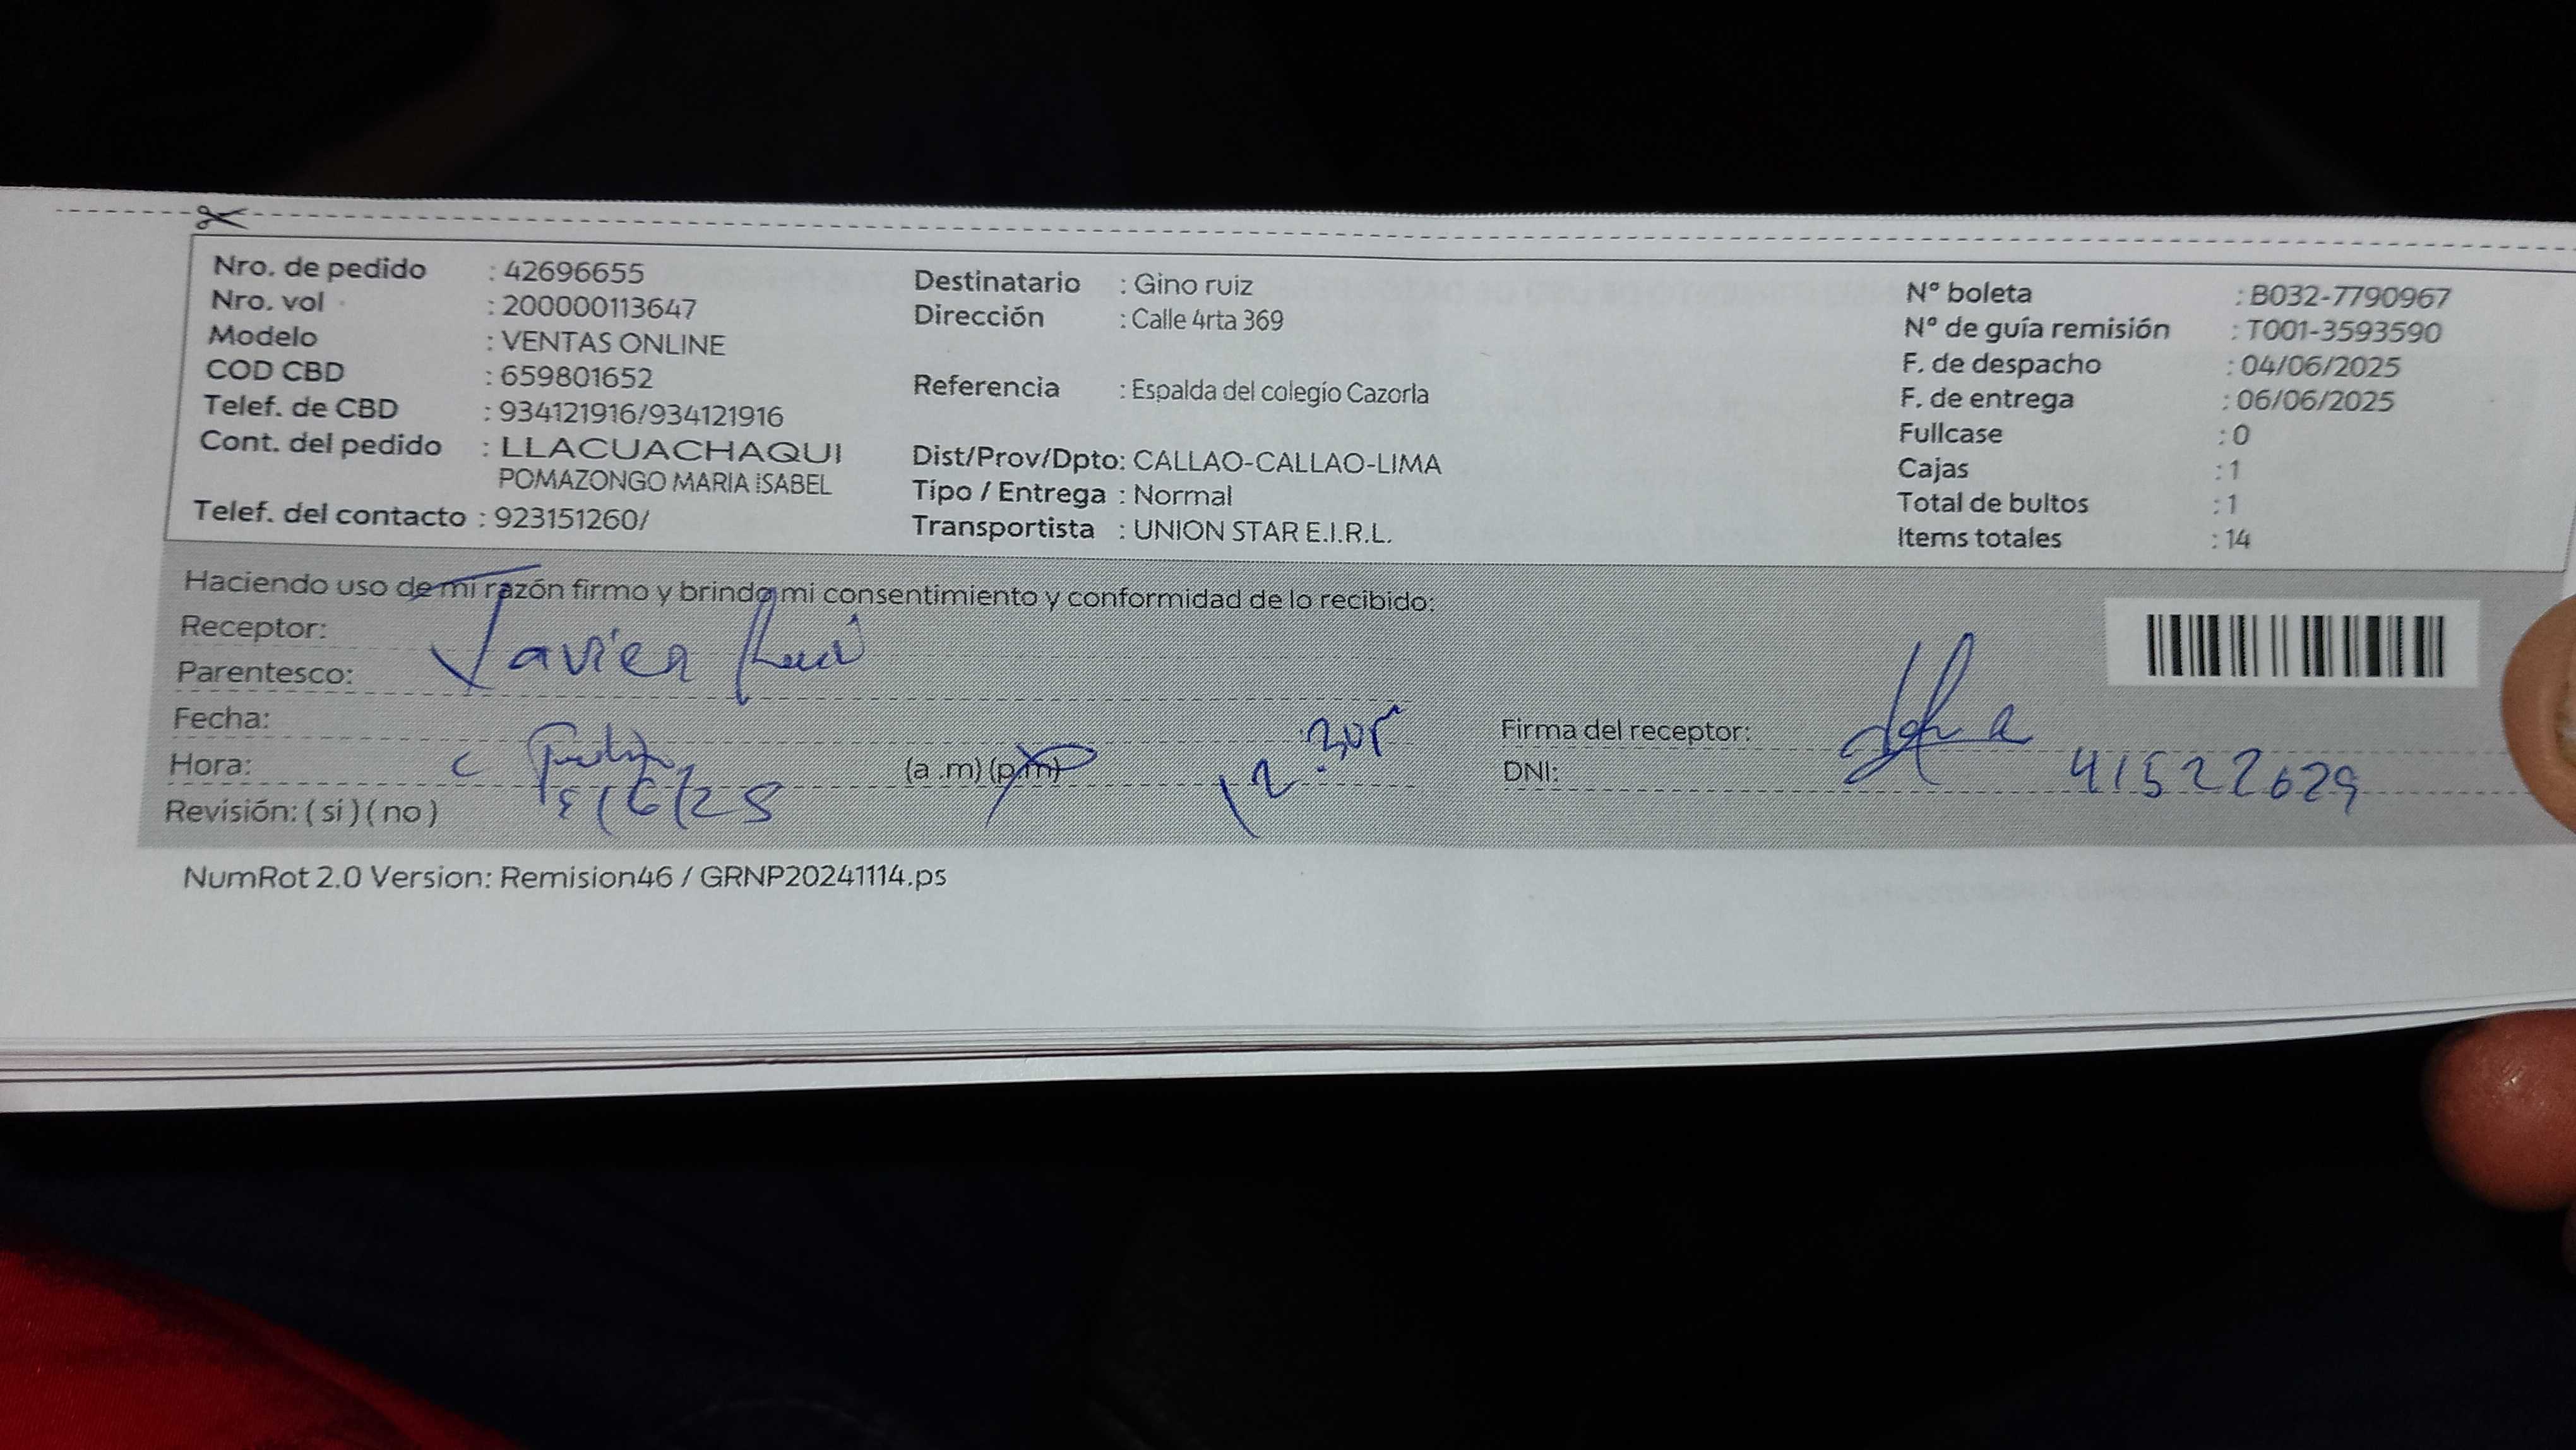 Nro. de pedido : 42696655
Nro. vol : 200000113647
Modelo : VENTAS ONLINE
COD CBD : 659801652
Telef. de CBD : 934121916/934121916
Cont. del pedido : LLACUACHAQUI
POMAZONGO MARIA ISABEL
Telef. del contacto : 923151260/
Destinatario : Gino ruiz
Dirección : Calle 4rta 369
Referencia : Espalda del colegio Cazorla
Dist/Prov/Dpto: CALLAO-CALLAO-LIMA
Tipo / Entrega : Normal
Transportista : UNION STAR E.I.R.L.
N° boleta : B032-7790967
N° de guía remisión : T001-3593590
F. de despacho : 04/06/2025
F. de entrega : 06/06/2025
Fullcase : 0
Cajas : 1
Total de bultos : 1
Items totales : 14
Haciendo uso de mi razón firmo y brindo mi consentimiento y conformidad de lo recibido:
Receptor: Javier
Parentesco:
Fecha:
Hora: (a .m) (p.m)
Revisión: ( si ) ( no )
Firma del receptor:
DNI: 41522629
NumRot 2.0 Version: Remision46 / GRNP20241114.ps